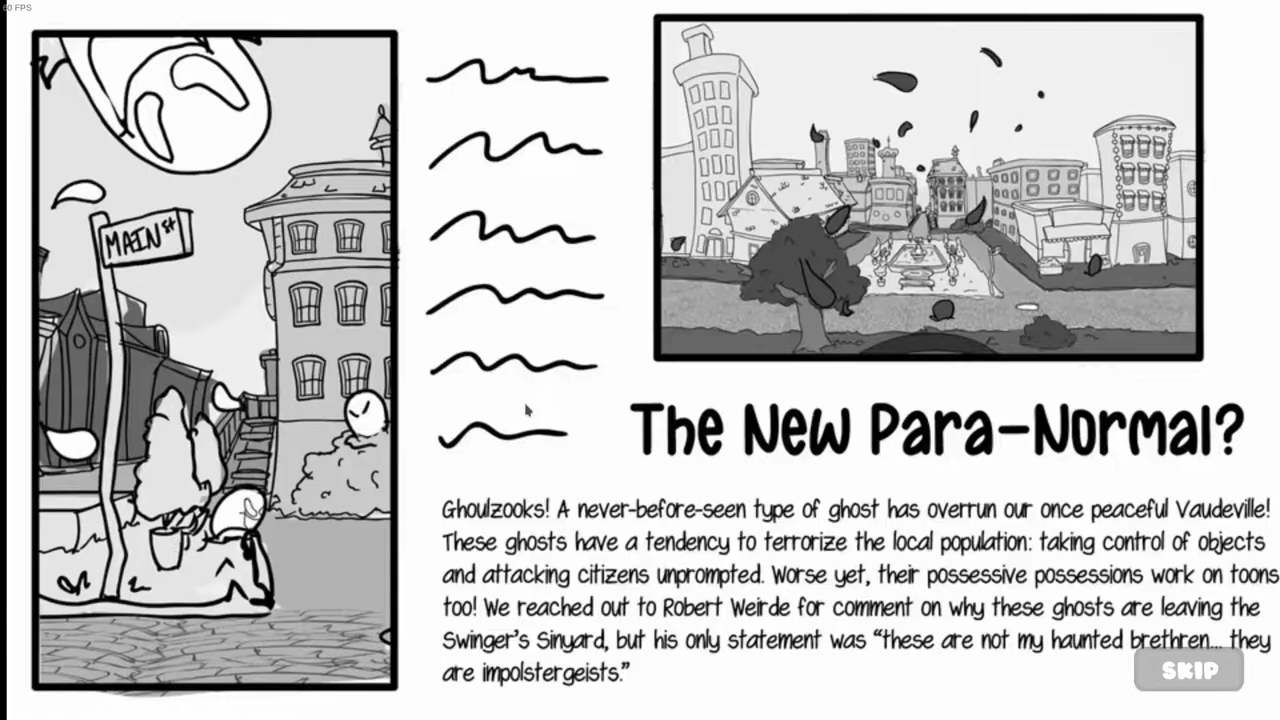 60 FPS
MAIN St
The New Para-Normal?
Ghoulzooks! A never-before-seen type of ghost has overrun our once peaceful Vaudeville!
These ghosts have a tendency to terrorize the local population: taking control of objects
and attacking citizens unprompted. Worse yet, their possessive possessions work on toons
too! We reached out to Robert Weirde for comment on why these ghosts are leaving the
Swinger's Sinyard, but his only statement was "these are not my haunted brethren... they
are impolstergeists."
SKIP